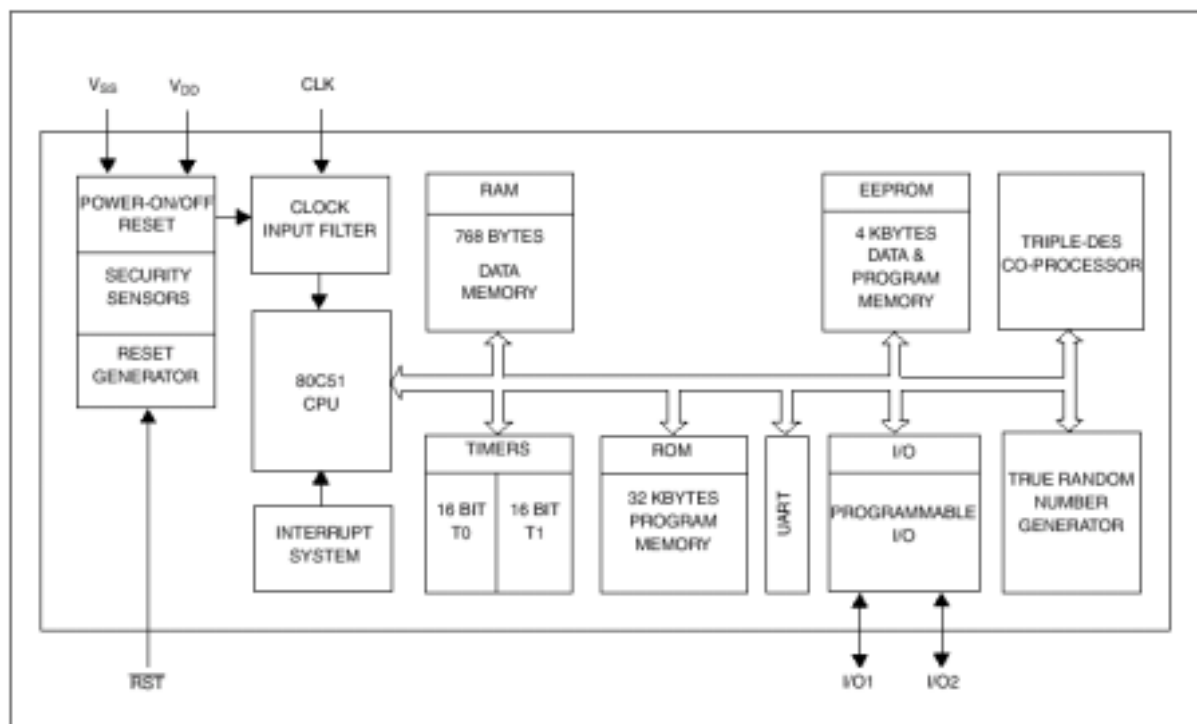 VSS
VDD
CLK
POWER-ON/OFF
RESET
SECURITY
SENSORS
RESET
GENERATOR
CLOCK
INPUT FILTER
80C51
CPU
INTERRUPT
SYSTEM
RAM
768 BYTES
DATA
MEMORY
EEPROM
4 KBYTES
DATA &
PROGRAM
MEMORY
TRIPLE-DES
CO-PROCESSOR
TIMERS
16 BIT
T0
16 BIT
T1
ROM
32 KBYTES
PROGRAM
MEMORY
UART
I/O
PROGRAMMABLE
I/O
TRUE RANDOM
NUMBER
GENERATOR
RST
I/O1
I/O2